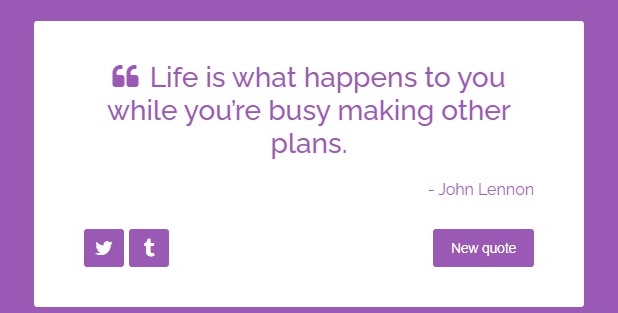 “ Life is what happens to you
while you’re busy making other
plans.
- John Lennon
New quote